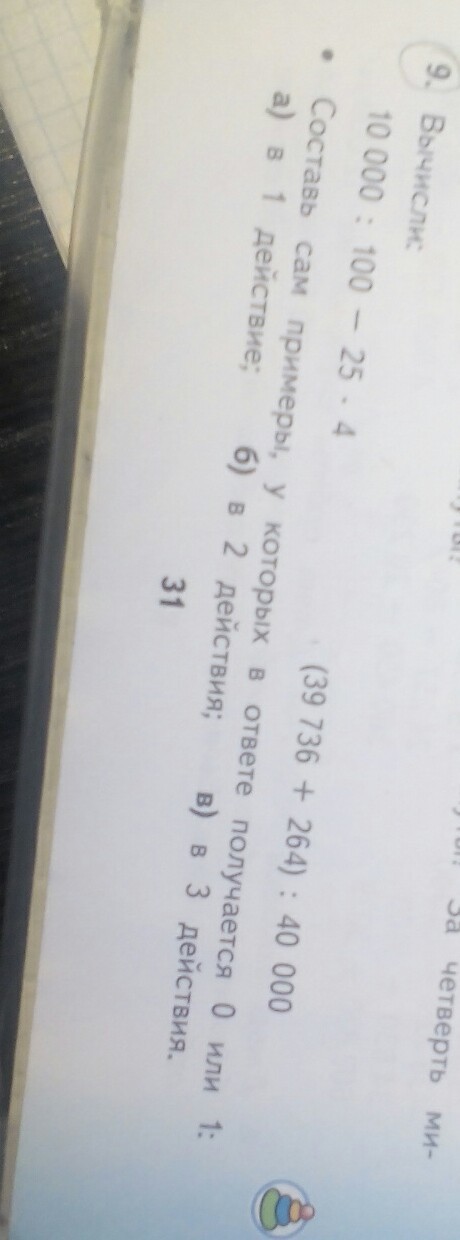 За четверть ми-
9. Вычисли:
10 000 : 100 – 25 · 4 (39 736 + 264) : 40 000
• Составь сам примеры, у которых в ответе получается 0 или 1:
а) в 1 действие; б) в 2 действия; в) в 3 действия.
31